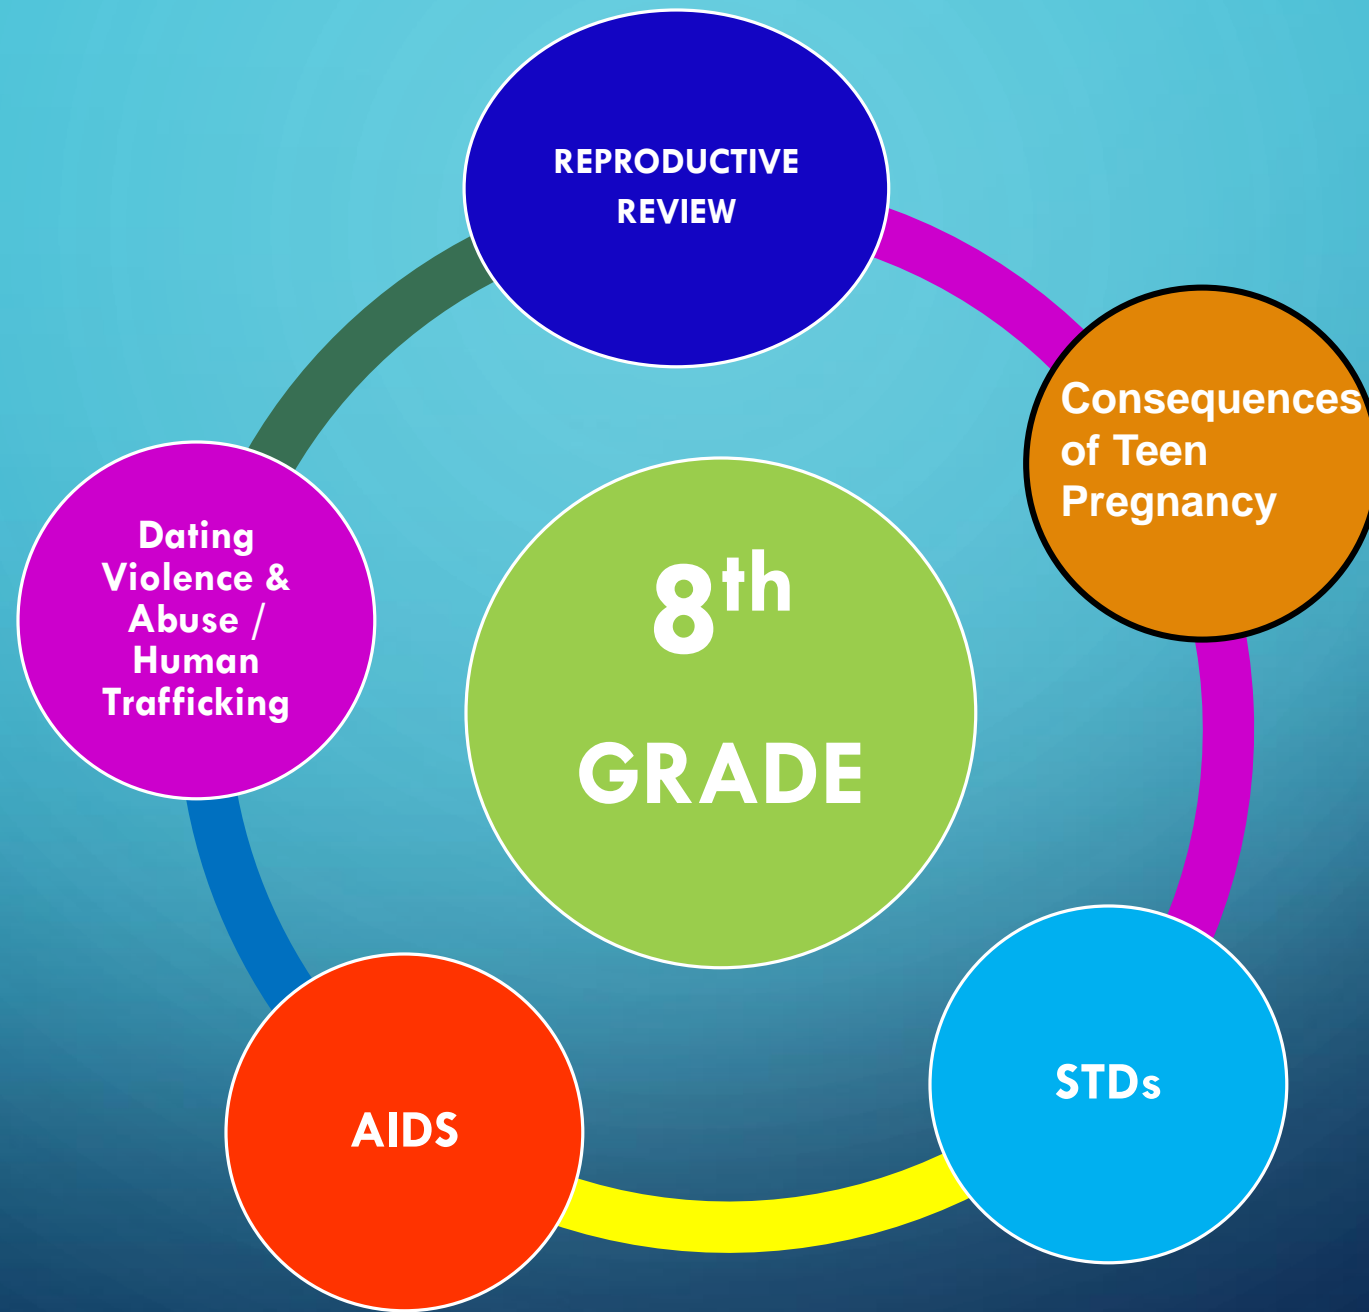 REPRODUCTIVE
REVIEW
Consequences
of Teen
Pregnancy
8th
GRADE
Dating
Violence &
Abuse /
Human
Trafficking
STDs
AIDS